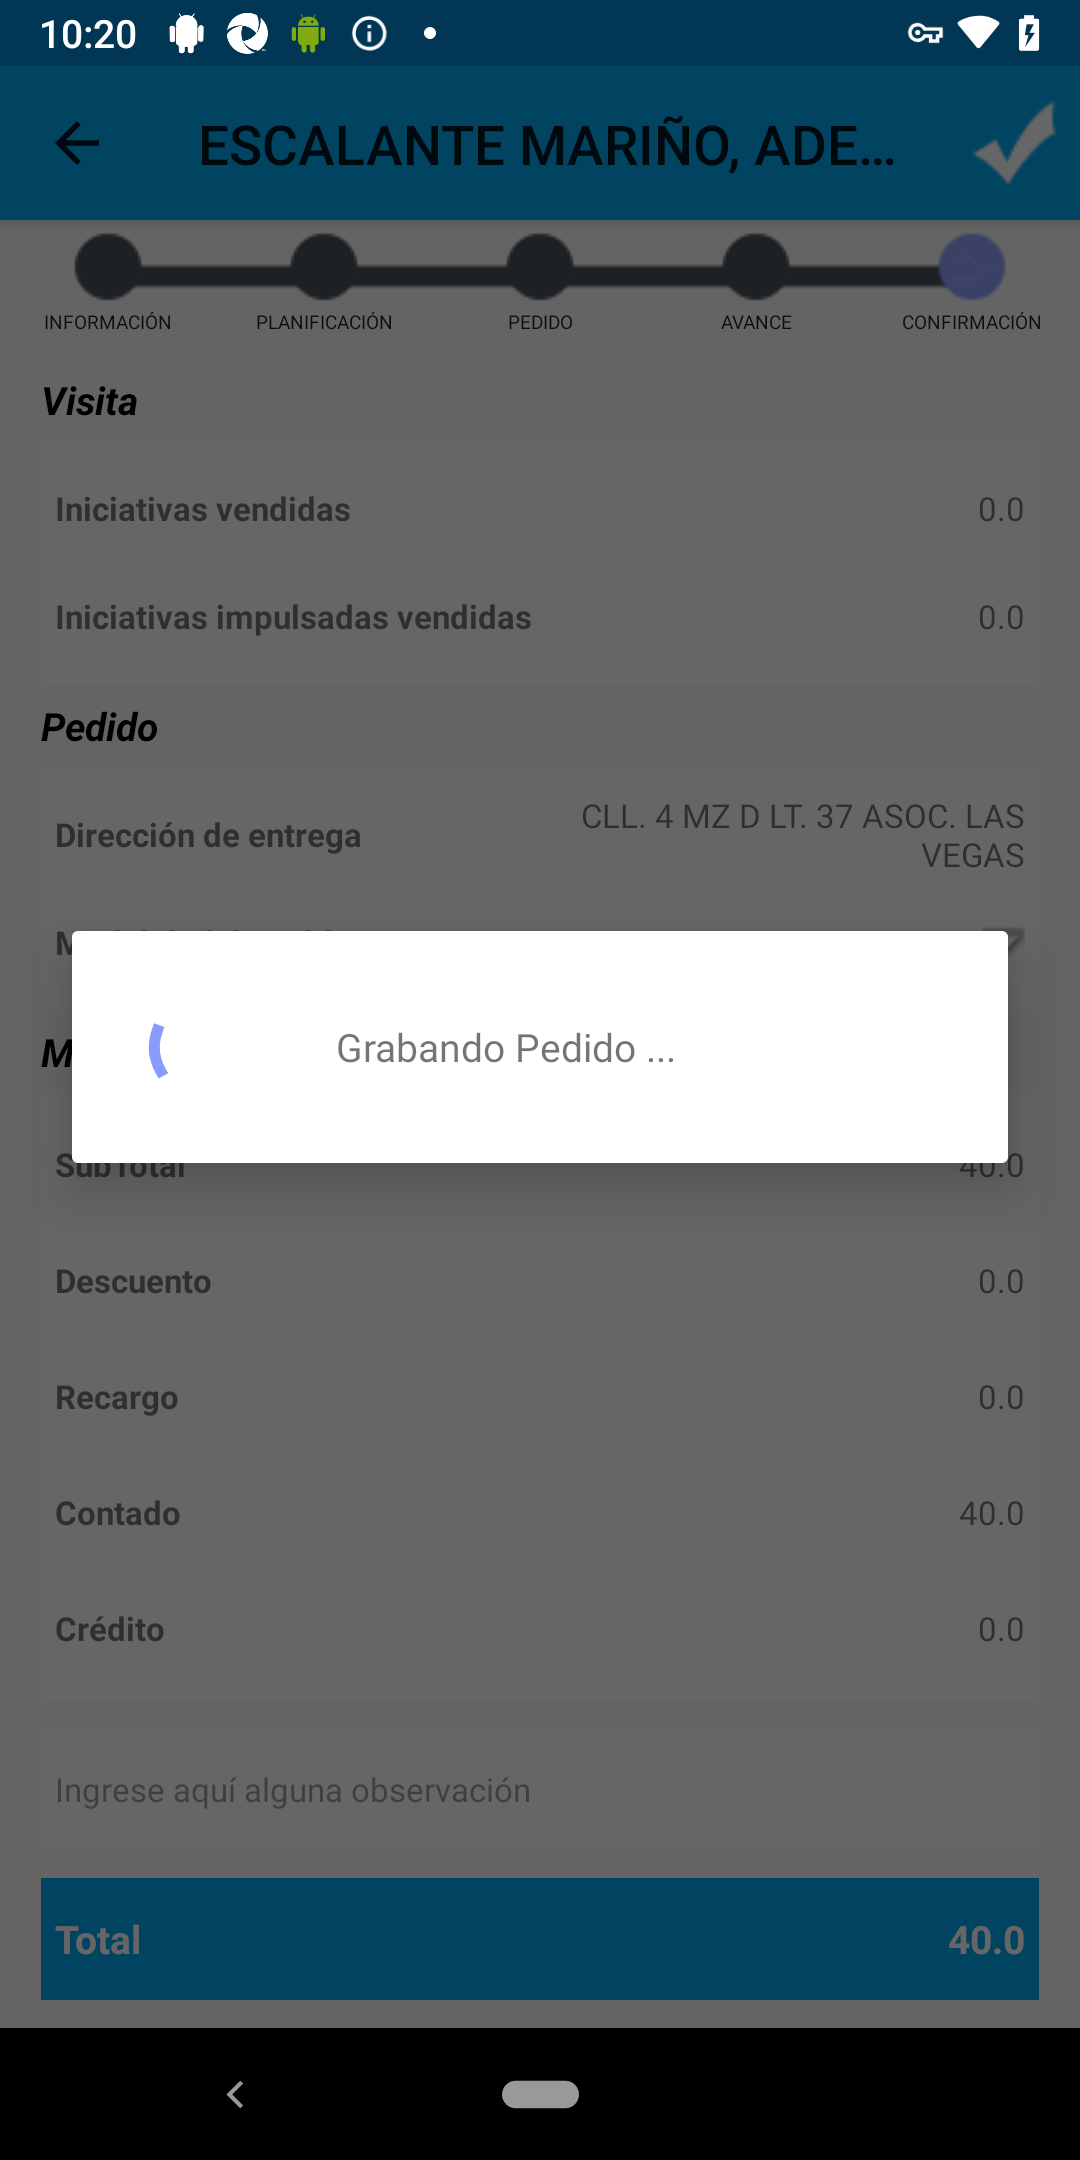 10:20
ESCALANTE MARIÑO, ADE...
INFORMACIÓN PLANIFICACIÓN PEDIDO AVANCE CONFIRMACIÓN
Visita
Iniciativas vendidas 0.0
Iniciativas impulsadas vendidas 0.0
Pedido
Dirección de entrega CLL. 4 MZ D LT. 37 ASOC. LAS
VEGAS
Grabando Pedido ...
SubTotal 40.0
Descuento 0.0
Recargo 0.0
Contado 40.0
Crédito 0.0
Ingrese aquí alguna observación
Total 40.0